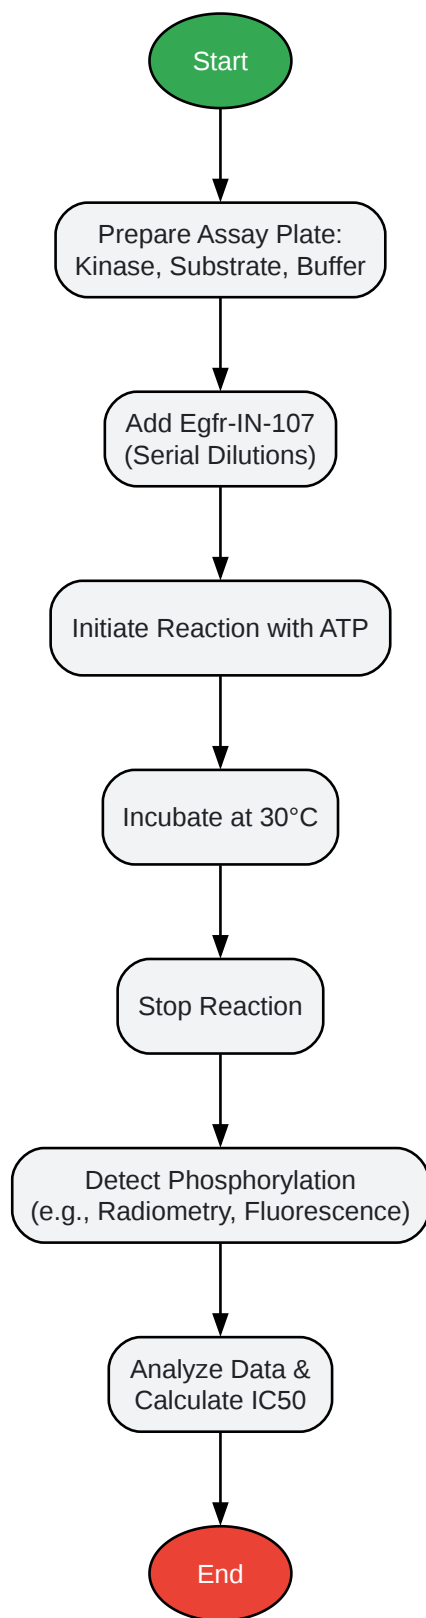 Start
Prepare Assay Plate:
Kinase, Substrate, Buffer
Add Egfr-IN-107
(Serial Dilutions)
Initiate Reaction with ATP
Incubate at 30°C
Stop Reaction
Detect Phosphorylation
(e.g., Radiometry, Fluorescence)
Analyze Data &
Calculate IC50
End